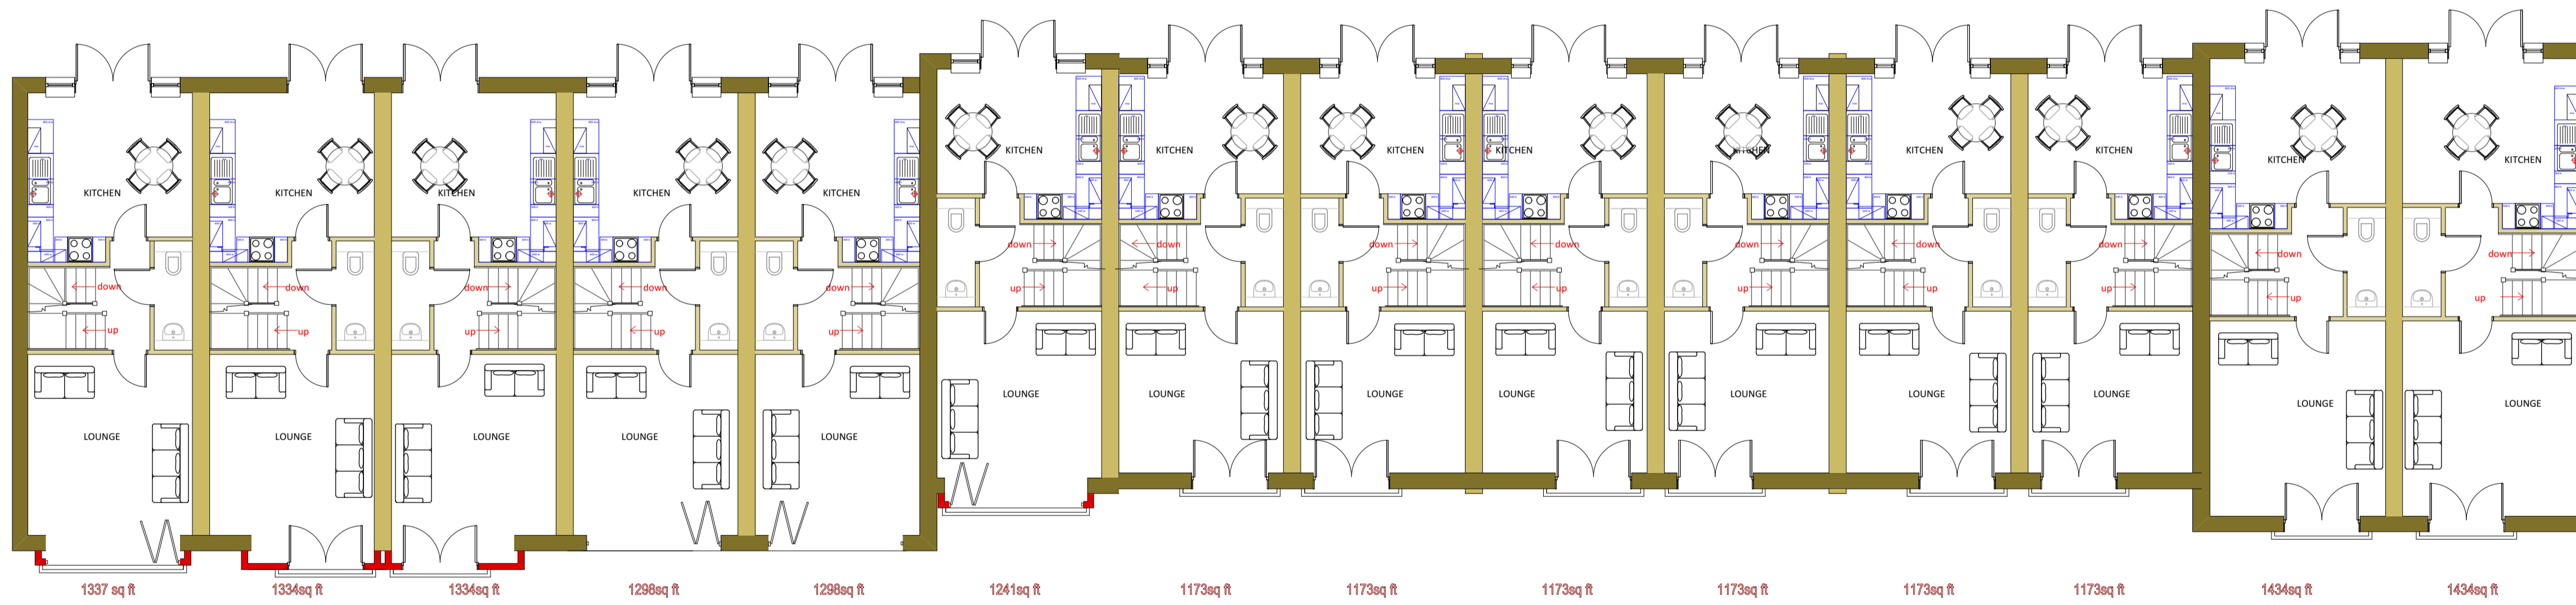 KITCHEN KITCHEN KITCHEN KITCHEN KITCHEN KITCHEN KITCHEN KITCHEN KITCHEN KITCHEN KITCHEN KITCHEN KITCHEN KITCHEN
down down down down down down down down down down down down down down
up up up up up up up up up up up up up up
LOUNGE LOUNGE LOUNGE LOUNGE LOUNGE LOUNGE LOUNGE LOUNGE LOUNGE LOUNGE LOUNGE LOUNGE LOUNGE LOUNGE
1337 sq ft 1334sq ft 1334sq ft 1298sq ft 1298sq ft 1241sq ft 1173sq ft 1173sq ft 1173sq ft 1173sq ft 1173sq ft 1173sq ft 1434sq ft 1434sq ft